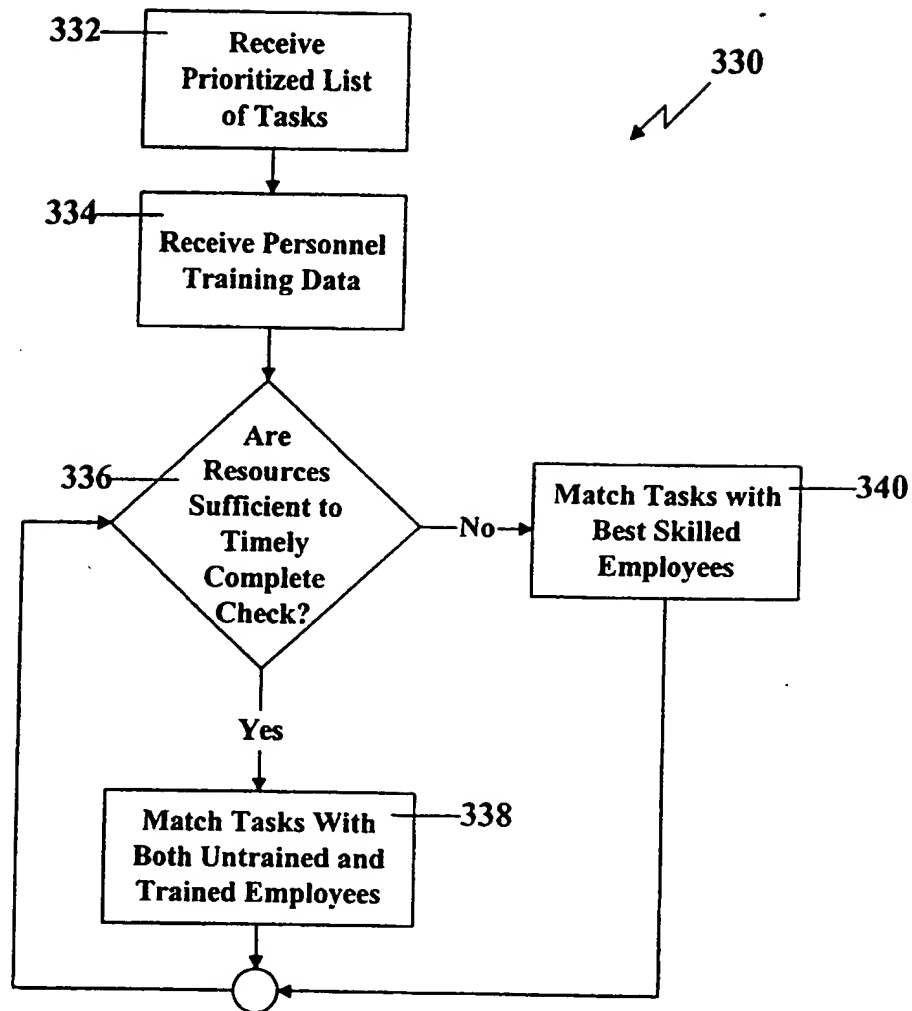 332
Receive
Prioritized List
of Tasks
330
334
Receive Personnel
Training Data
336
Are
Resources
Sufficient to
Timely
Complete
Check?
No
Match Tasks with
Best Skilled
Employees
340
Yes
Match Tasks With
Both Untrained and
Trained Employees
338